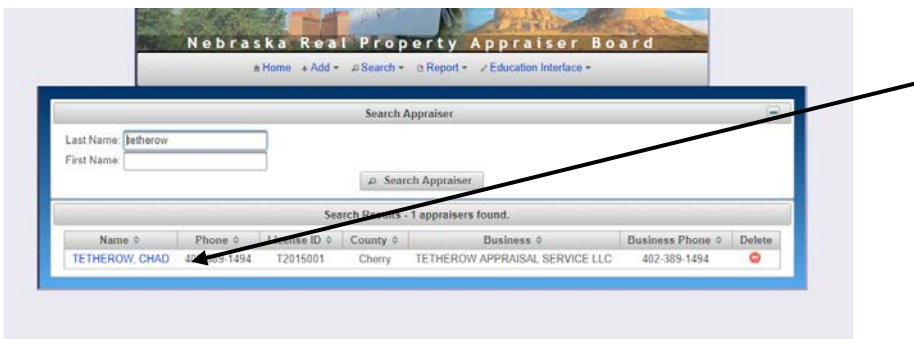 Nebraska Real Property Appraiser Board
Home + Add Search Report Education Interface
Search Appraiser
Last Name: tetherow
First Name:
Search Appraiser
Search Results - 1 appraisers found.
Name Phone License ID County Business Business Phone Delete
TETHEROW, CHAD 402-389-1494 T2015001 Cherry TETHEROW APPRAISAL SERVICE LLC 402-389-1494